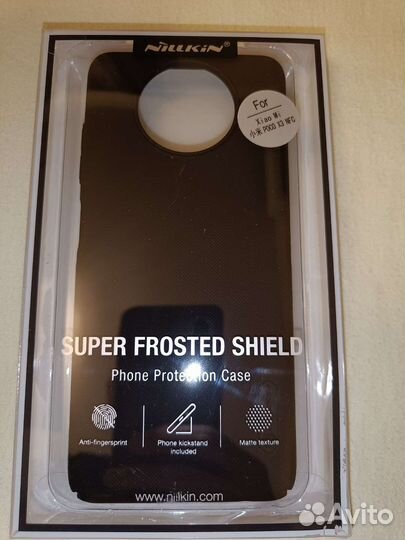 NILLKIN®
For
Xiao Mi
小米 POCO X3 NFC
SUPER FROSTED SHIELD
Phone Protection Case
Anti-fingerprint
Phone kickstand
included
Matte texture
www.nillkin.com
Avito